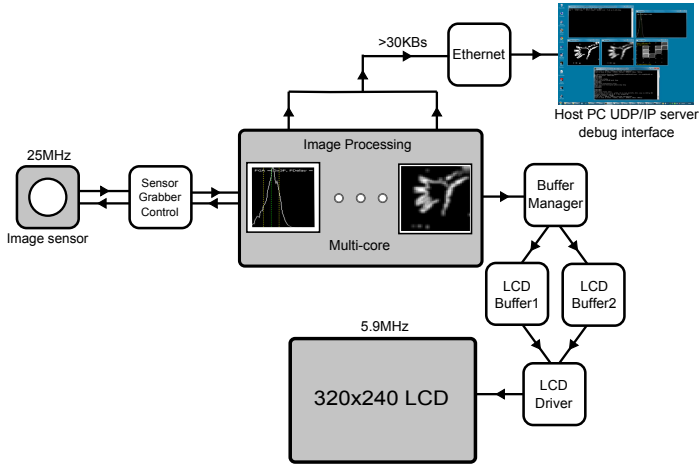 >30KBs
Ethernet
Host PC UDP/IP server
debug interface
Image Processing
25MHz
Sensor
Grabber
Control
Image sensor
Multi-core
Buffer
Manager
LCD
Buffer1
LCD
Buffer2
5.9MHz
320x240 LCD
LCD
Driver